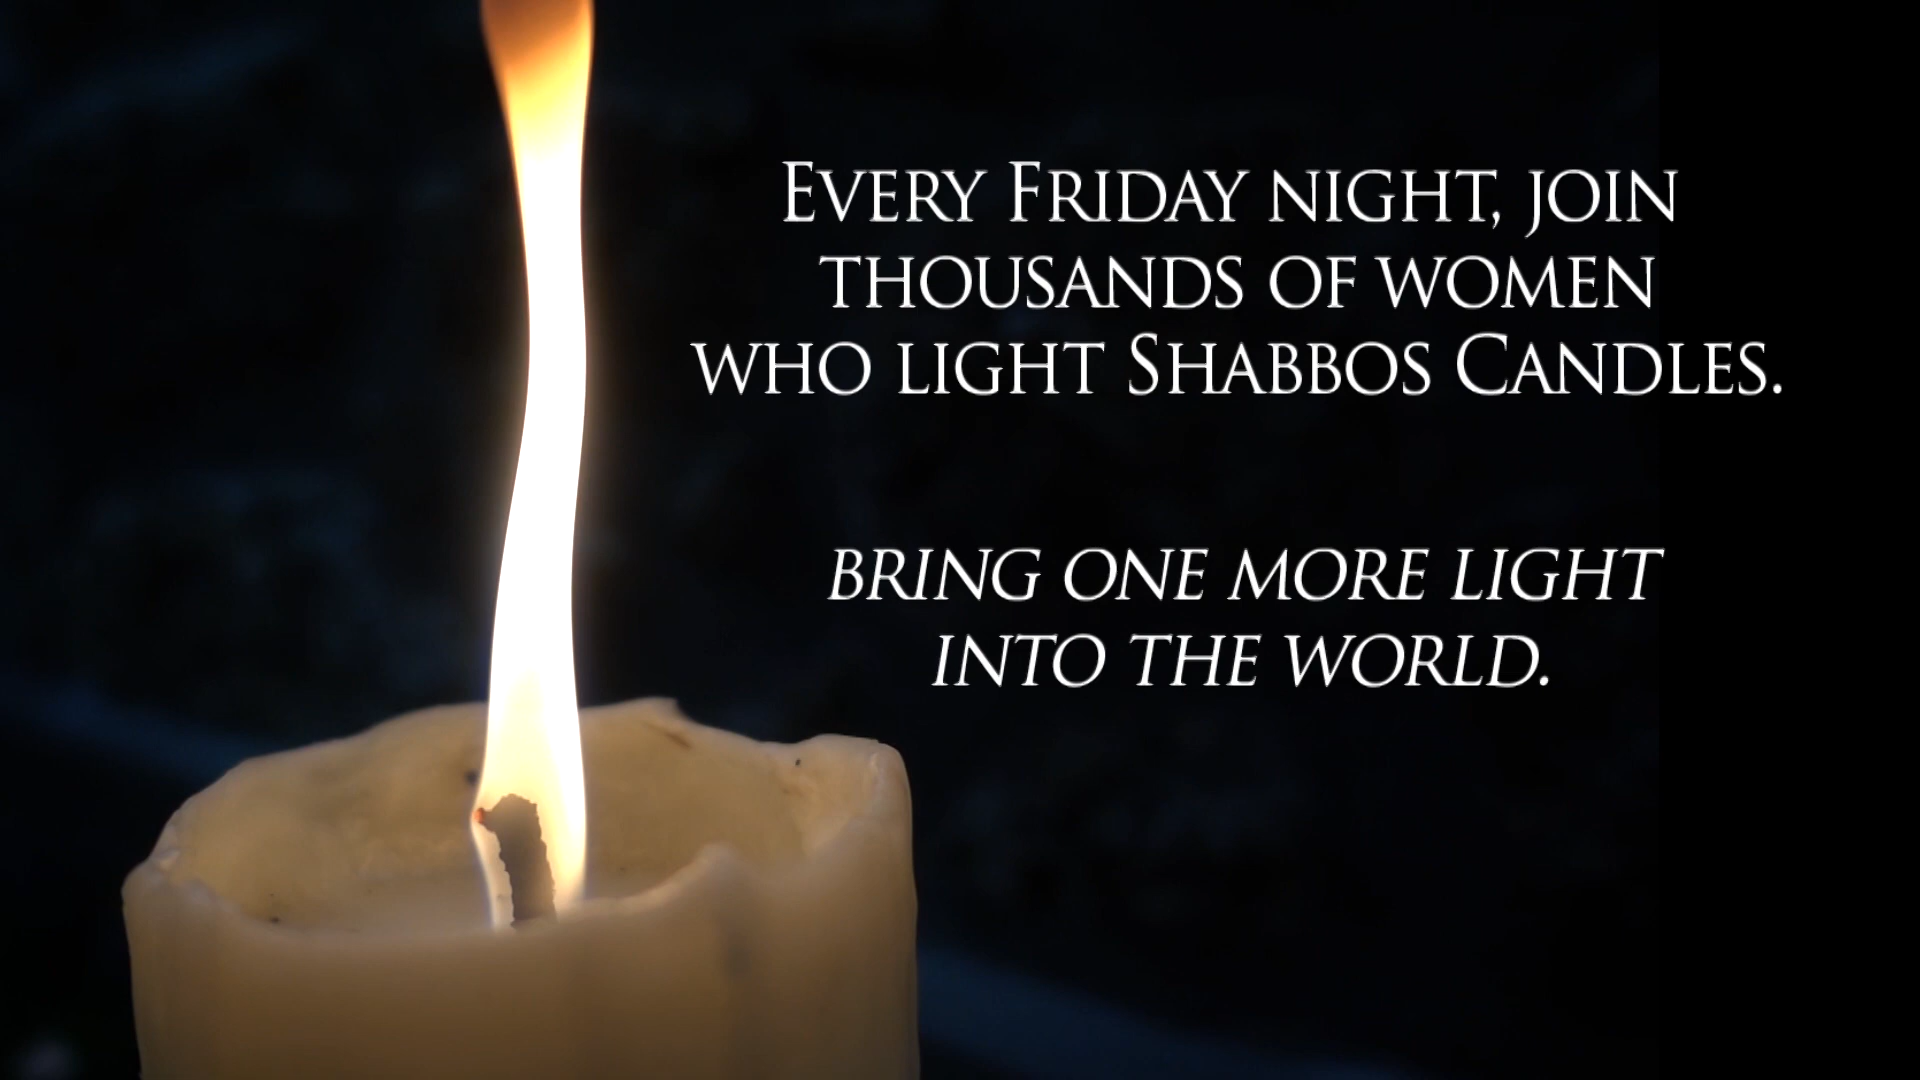 Every Friday night, join
thousands of women
who light Shabbos Candles.
bring one more light
into the world.